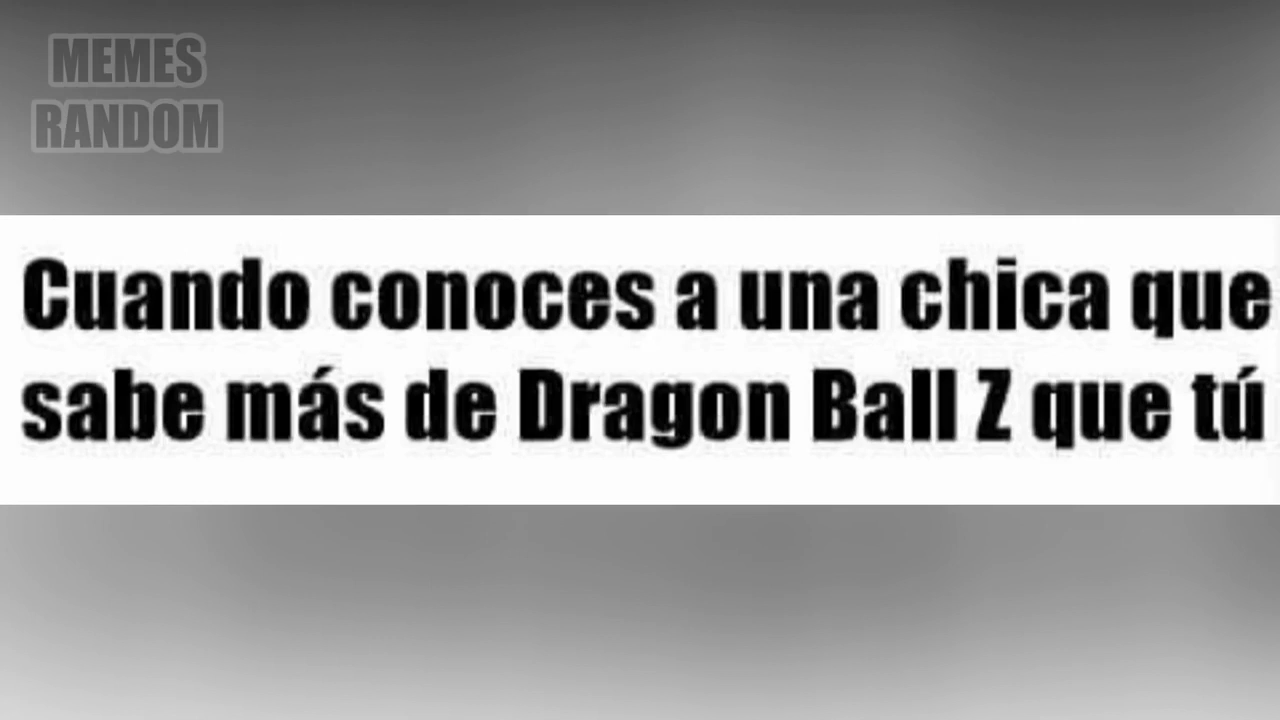 MEMES
RANDOM
Cuando conoces a una chica que
sabe más de Dragon Ball Z que tú